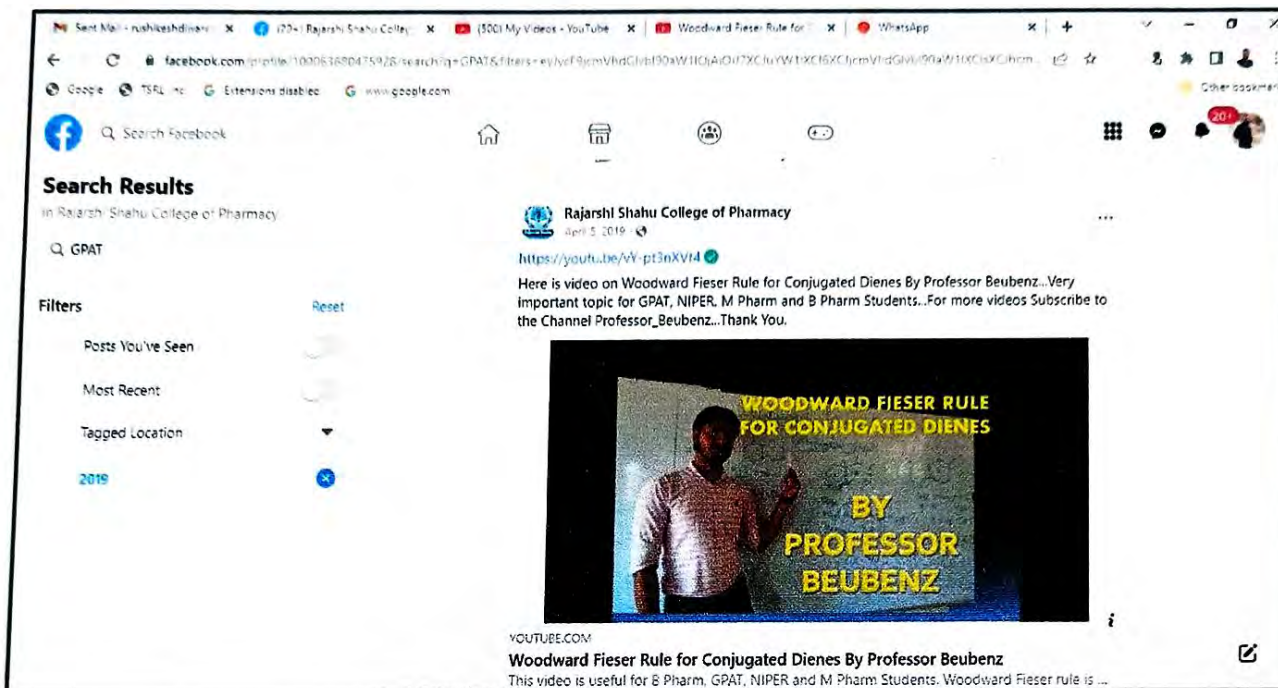 Sent Mail - rushikeshdiware
(20+) Rajarshi Shahu Colleg
(500) My Videos - YouTube
Woodward Fieser Rule for
WhatsApp
Google
Extensions disabled
www.google.com
Other bookmar
Search Facebook
20+
Search Results
in Rajarshi Shahu College of Pharmacy
GPAT
Filters
Reset
Posts You've Seen
Most Recent
Tagged Location
2019
Rajarshi Shahu College of Pharmacy
April 5, 2019
https://youtu.be/vY-pt3nXVt4
Here is video on Woodward Fieser Rule for Conjugated Dienes By Professor Beubenz...Very
important topic for GPAT, NIPER, M Pharm and B Pharm Students...For more videos Subscribe to
the Channel Professor_Beubenz...Thank You.
WOODWARD FIESER RULE
FOR CONJUGATED DIENES
BY
PROFESSOR
BEUBENZ
YOUTUBE.COM
Woodward Fieser Rule for Conjugated Dienes By Professor Beubenz
This video is useful for B Pharm, GPAT, NIPER and M Pharm Students. Woodward Fieser rule is ...